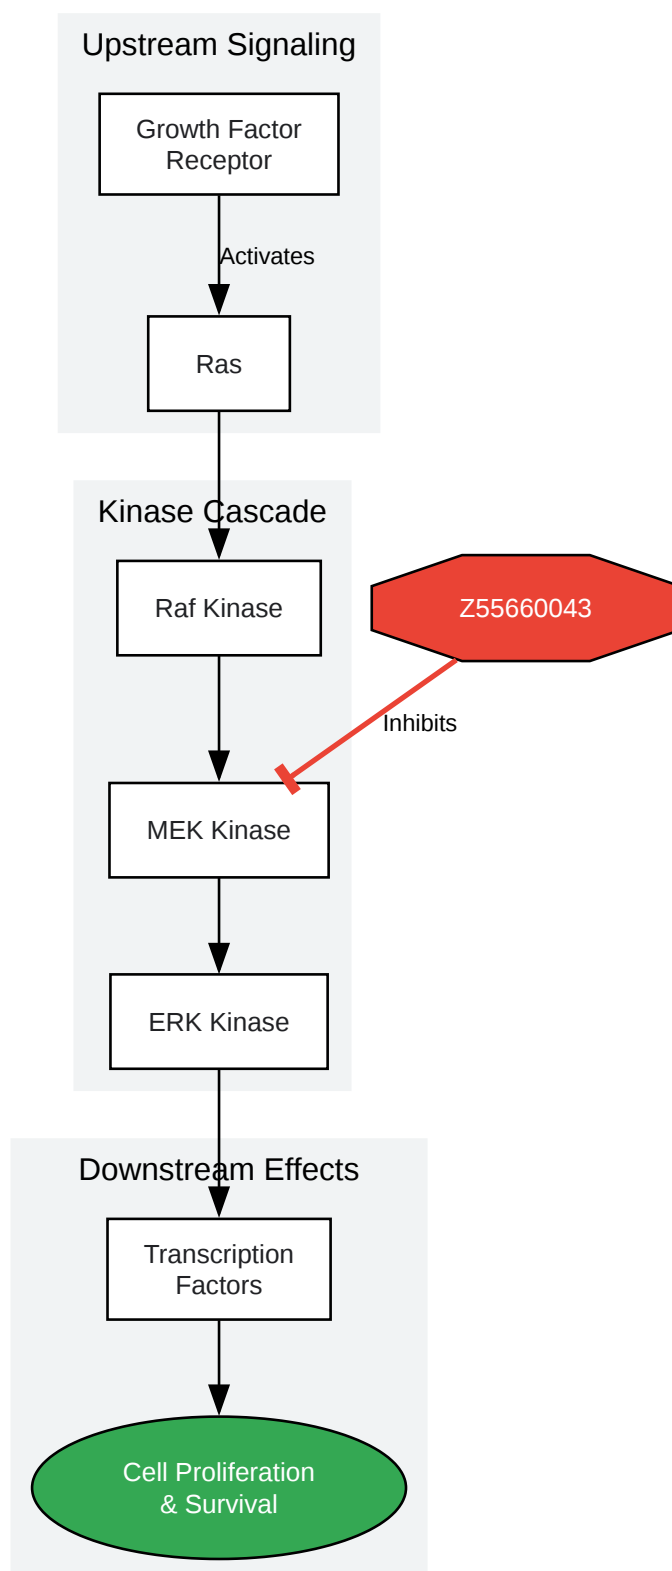 Upstream Signaling
Growth Factor
Receptor
Activates
Ras
Kinase Cascade
Raf Kinase
Z55660043
Inhibits
MEK Kinase
ERK Kinase
Downstream Effects
Transcription
Factors
Cell Proliferation
& Survival